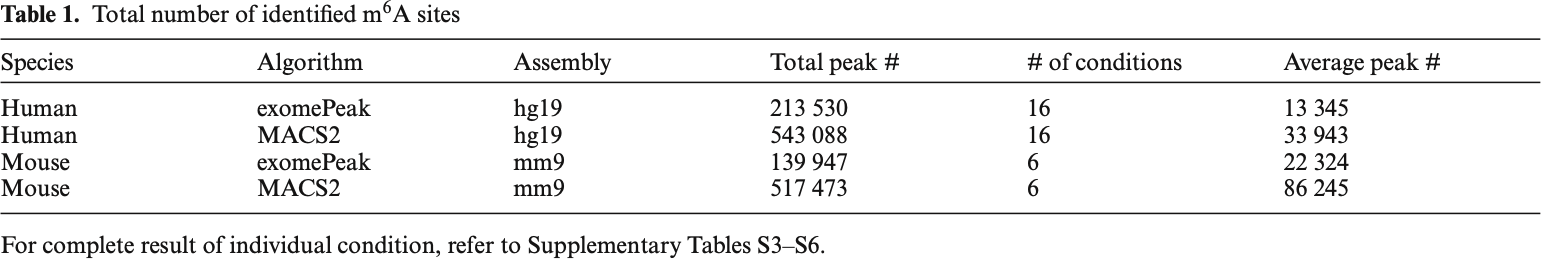 Table 1. Total number of identified m⁶A sites
Species Algorithm Assembly Total peak # # of conditions Average peak #
Human exomePeak hg19 213 530 16 13 345
Human MACS2 hg19 543 088 16 33 943
Mouse exomePeak mm9 139 947 6 22 324
Mouse MACS2 mm9 517 473 6 86 245
For complete result of individual condition, refer to Supplementary Tables S3–S6.